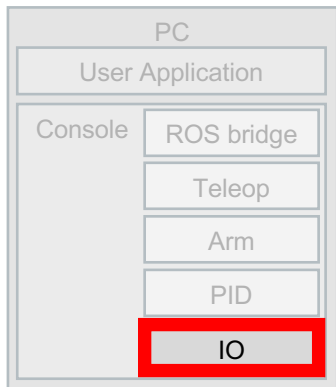 PC
User Application
Console
ROS bridge
Teleop
Arm
PID
IO